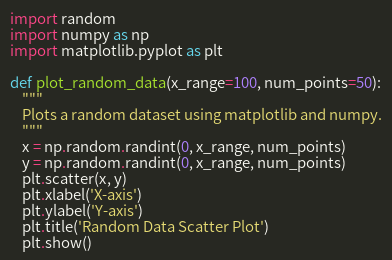 import random
import numpy as np
import matplotlib.pyplot as plt

def plot_random_data(x_range=100, num_points=50):
    """
    Plots a random dataset using matplotlib and numpy.
    """
    x = np.random.randint(0, x_range, num_points)
    y = np.random.randint(0, x_range, num_points)
    plt.scatter(x, y)
    plt.xlabel('X-axis')
    plt.ylabel('Y-axis')
    plt.title('Random Data Scatter Plot')
    plt.show()